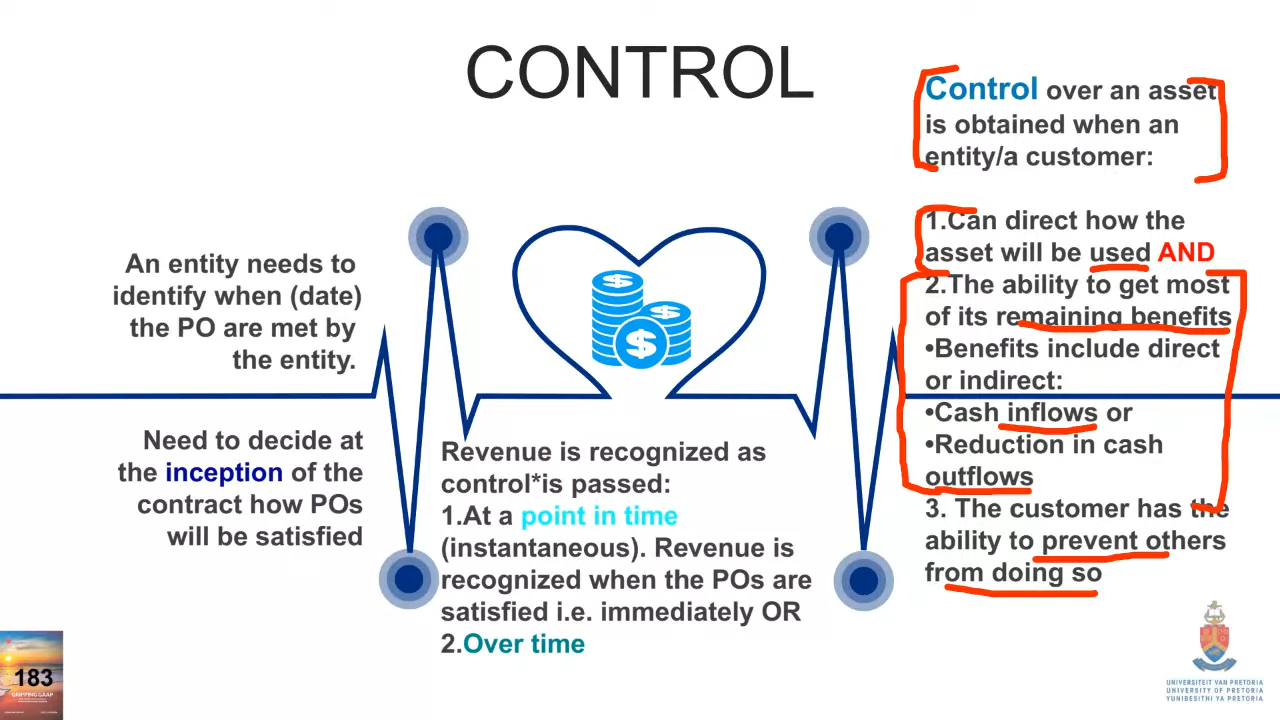 CONTROL
An entity needs to
identify when (date)
the PO are met by
the entity.
Need to decide at
the inception of the
contract how POs
will be satisfied
Revenue is recognized as
control*is passed:
1.At a point in time
(instantaneous). Revenue is
recognized when the POs are
satisfied i.e. immediately OR
2.Over time
Control over an asset
is obtained when an
entity/a customer:
1.Can direct how the
asset will be used AND
2.The ability to get most
of its remaining benefits
•Benefits include direct
or indirect:
•Cash inflows or
•Reduction in cash
outflows
3. The customer has the
ability to prevent others
from doing so
183
GRIPPING GAAP
UNIVERSITEIT VAN PRETORIA
UNIVERSITY OF PRETORIA
YUNIBESITHI YA PRETORIA